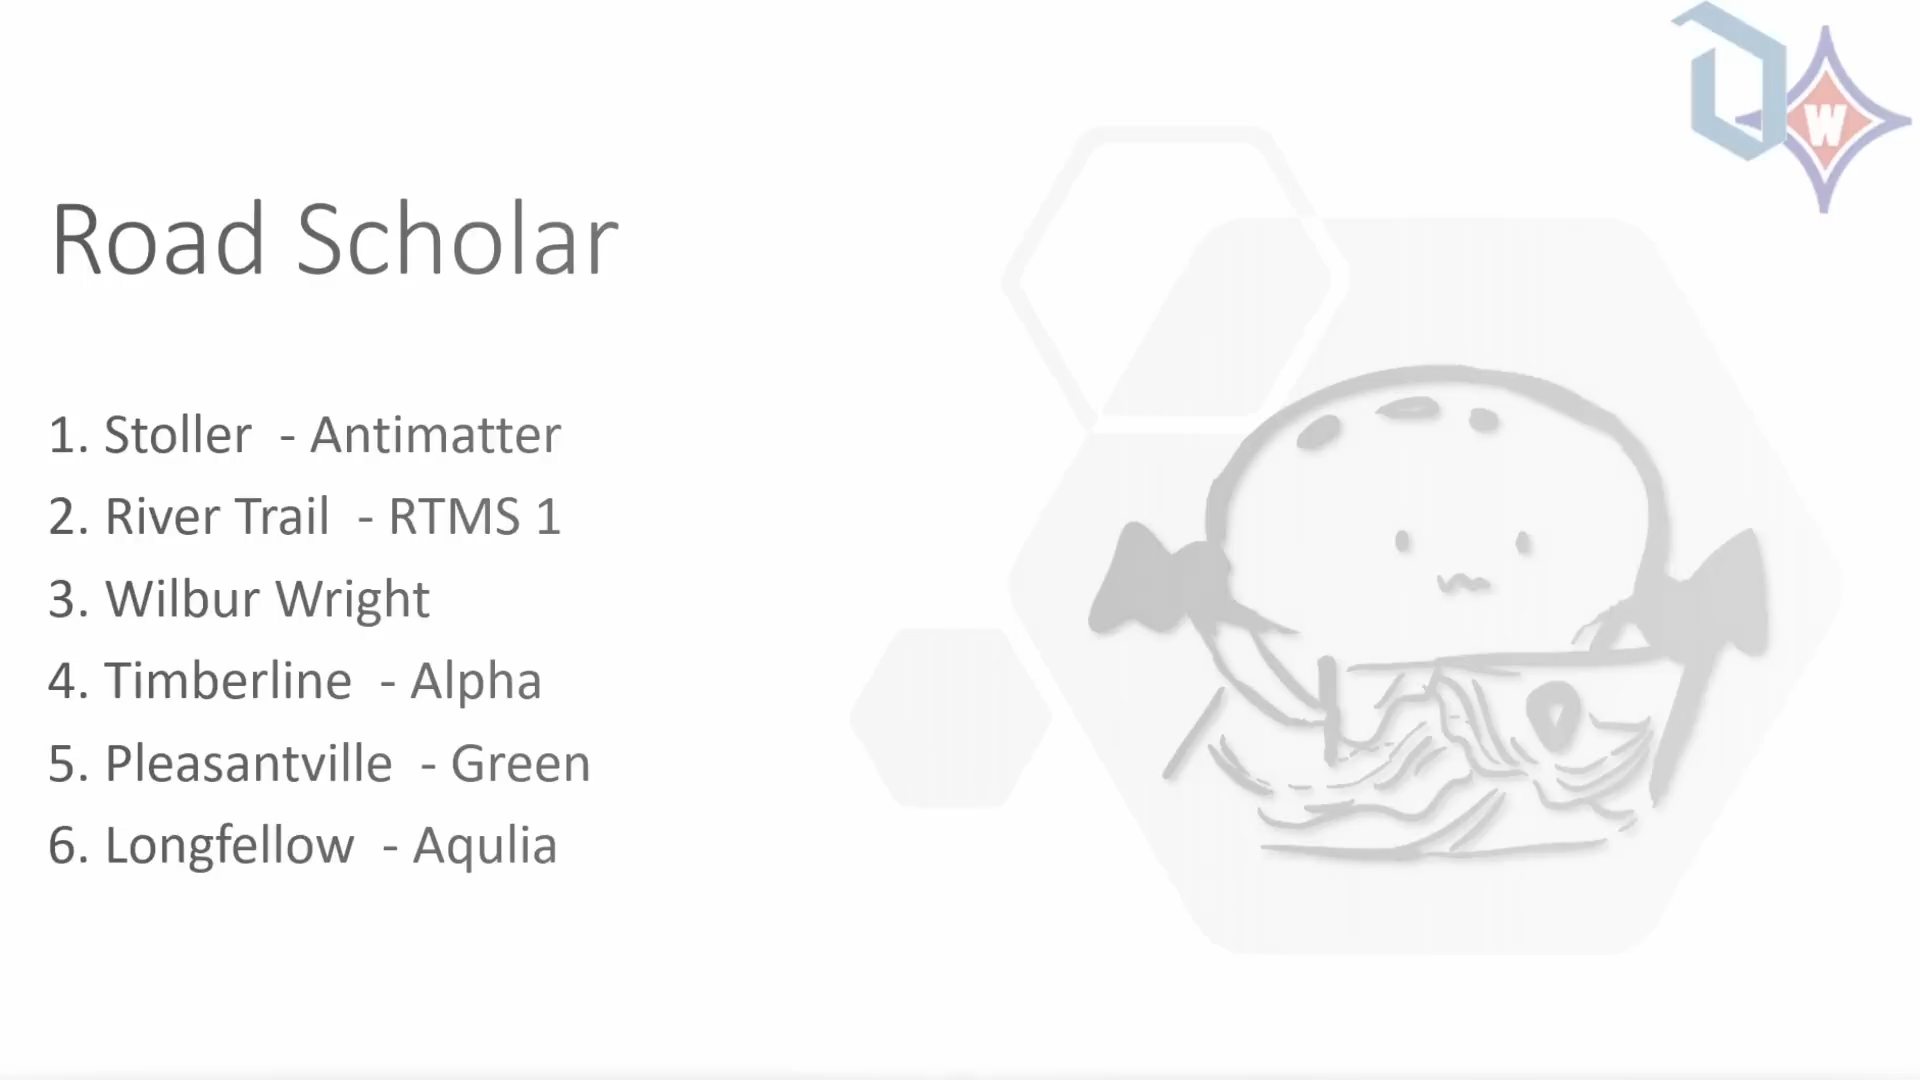 W
Road Scholar
1. Stoller - Antimatter
2. River Trail - RTMS 1
3. Wilbur Wright
4. Timberline - Alpha
5. Pleasantville - Green
6. Longfellow - Aqulia